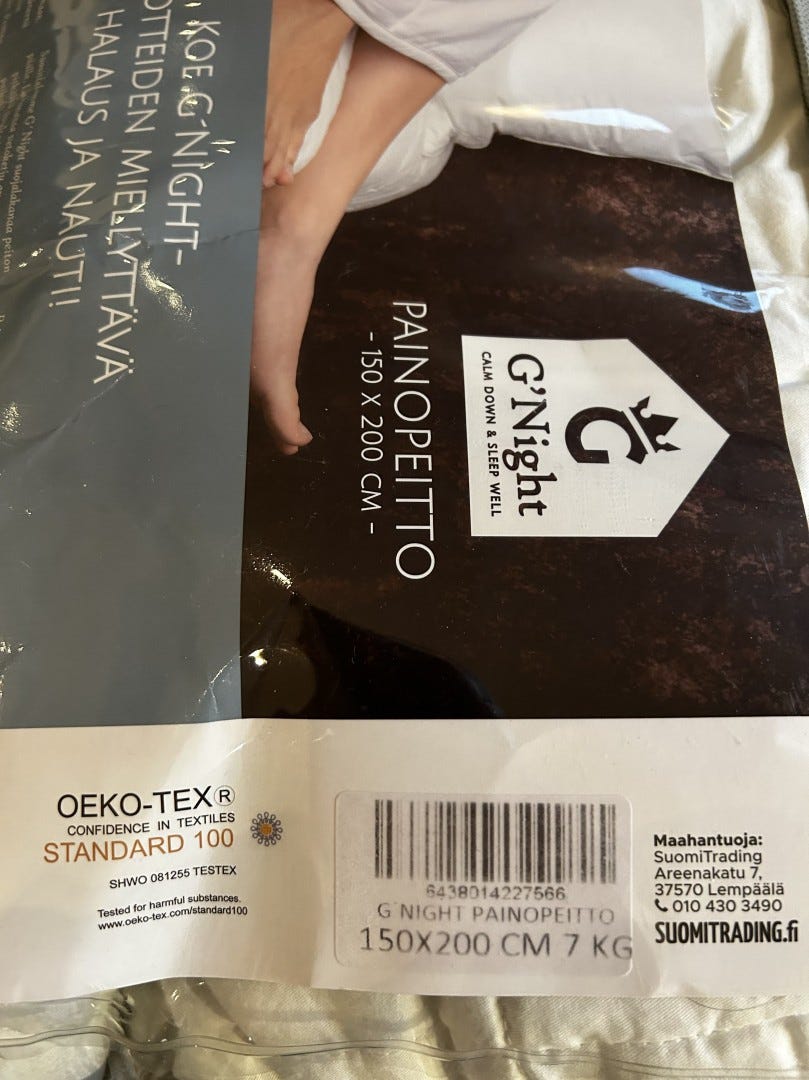 KOE G'NIGHT-
OTTEIDEN MIELLYTTÄVÄ
HALAUS JA NAUTI!
G
G'Night
CALM DOWN & SLEEP WELL
PAINOPEITTO
- 150 X 200 CM -
OEKO-TEX®
CONFIDENCE IN TEXTILES
STANDARD 100
SHWO 081255 TESTEX
Tested for harmful substances.
www.oeko-tex.com/standard100
6438014227566
G´NIGHT PAINOPEITTO
150X200 CM 7 KG
Maahantuoja:
SuomiTrading
Areenakatu 7,
37570 Lempäälä
010 430 3490
SUOMITRADING.fi